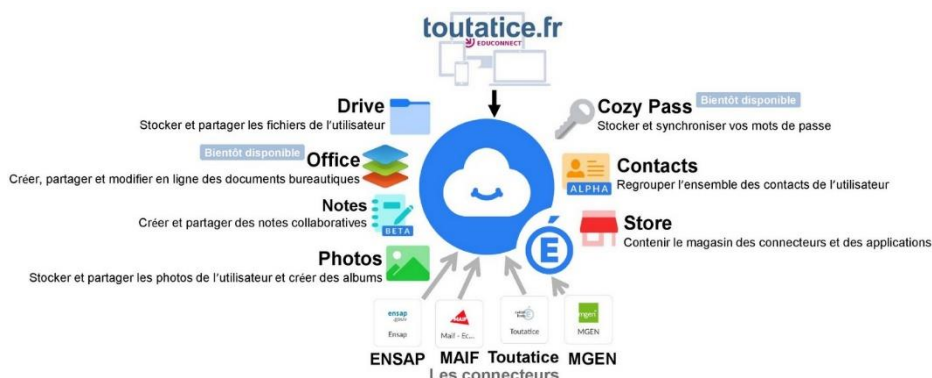 toutatice.fr
EDUCONNECT
Drive
Stocker et partager les fichiers de l'utilisateur
Bientôt disponible
Office
Créer, partager et modifier en ligne des documents bureautiques
Notes
Créer et partager des notes collaboratives
BETA
Photos
Stocker et partager les photos de l'utilisateur et créer des albums
Cozy Pass
Bientôt disponible
Stocker et synchroniser vos mots de passe
Contacts
ALPHA
Regrouper l'ensemble des contacts de l'utilisateur
Store
Contenir le magasin des connecteurs et des applications
É
ensap
Ensap
MAIF
Maif - Ec...
Toutatice
mgen
MGEN
ENSAP MAIF Toutatice MGEN
Les connecteurs